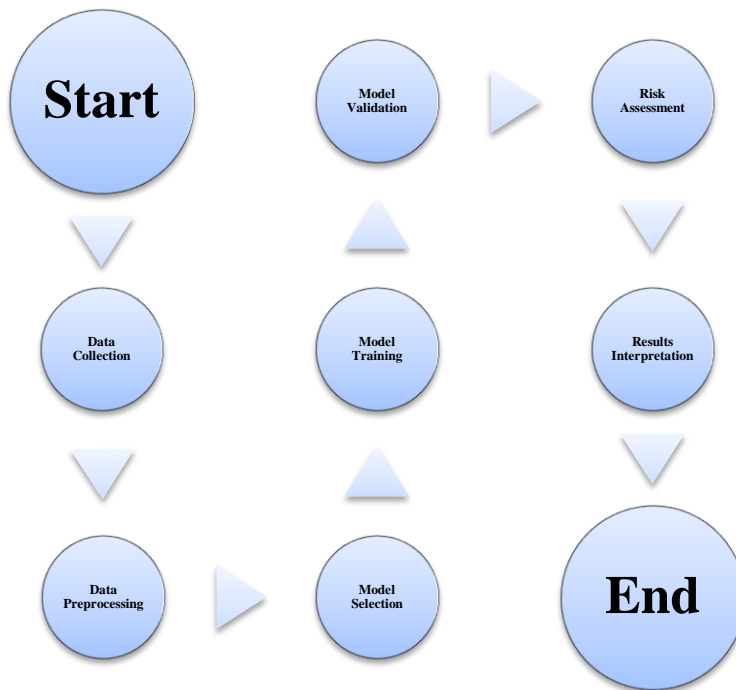 Start
Data
Collection
Data
Preprocessing
Model
Selection
Model
Training
Model
Validation
Risk
Assessment
Results
Interpretation
End